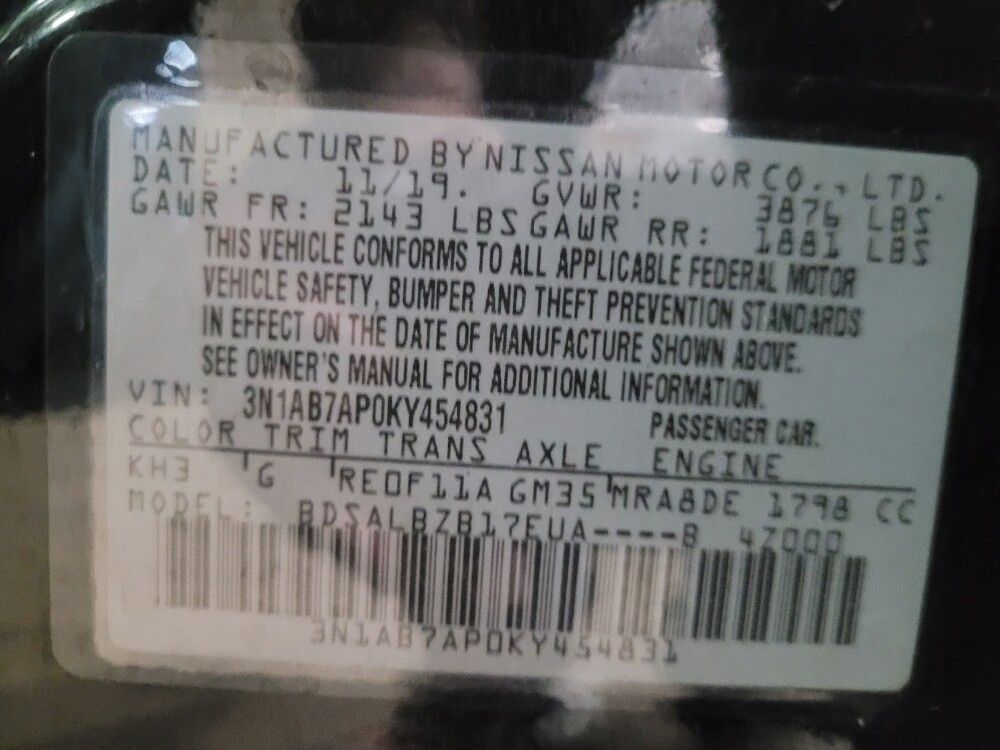 MANUFACTURED BY NISSAN MOTOR CO., LTD.
DATE: 11/19. GVWR: 3876 LBS
GAWR FR: 2143 LBS GAWR RR: 1881 LBS
THIS VEHICLE CONFORMS TO ALL APPLICABLE FEDERAL MOTOR
VEHICLE SAFETY, BUMPER AND THEFT PREVENTION STANDARDS
IN EFFECT ON THE DATE OF MANUFACTURE SHOWN ABOVE.
SEE OWNER'S MANUAL FOR ADDITIONAL INFORMATION.
VIN: 3N1AB7AP0KY454831 PASSENGER CAR.
COLOR TRIM TRANS AXLE ENGINE
KH3 G RE0F11A GM35 MRA8DE 1798 CC
MODEL: BDSALBZB17EUA----B 47000
3N1AB7AP0KY454831